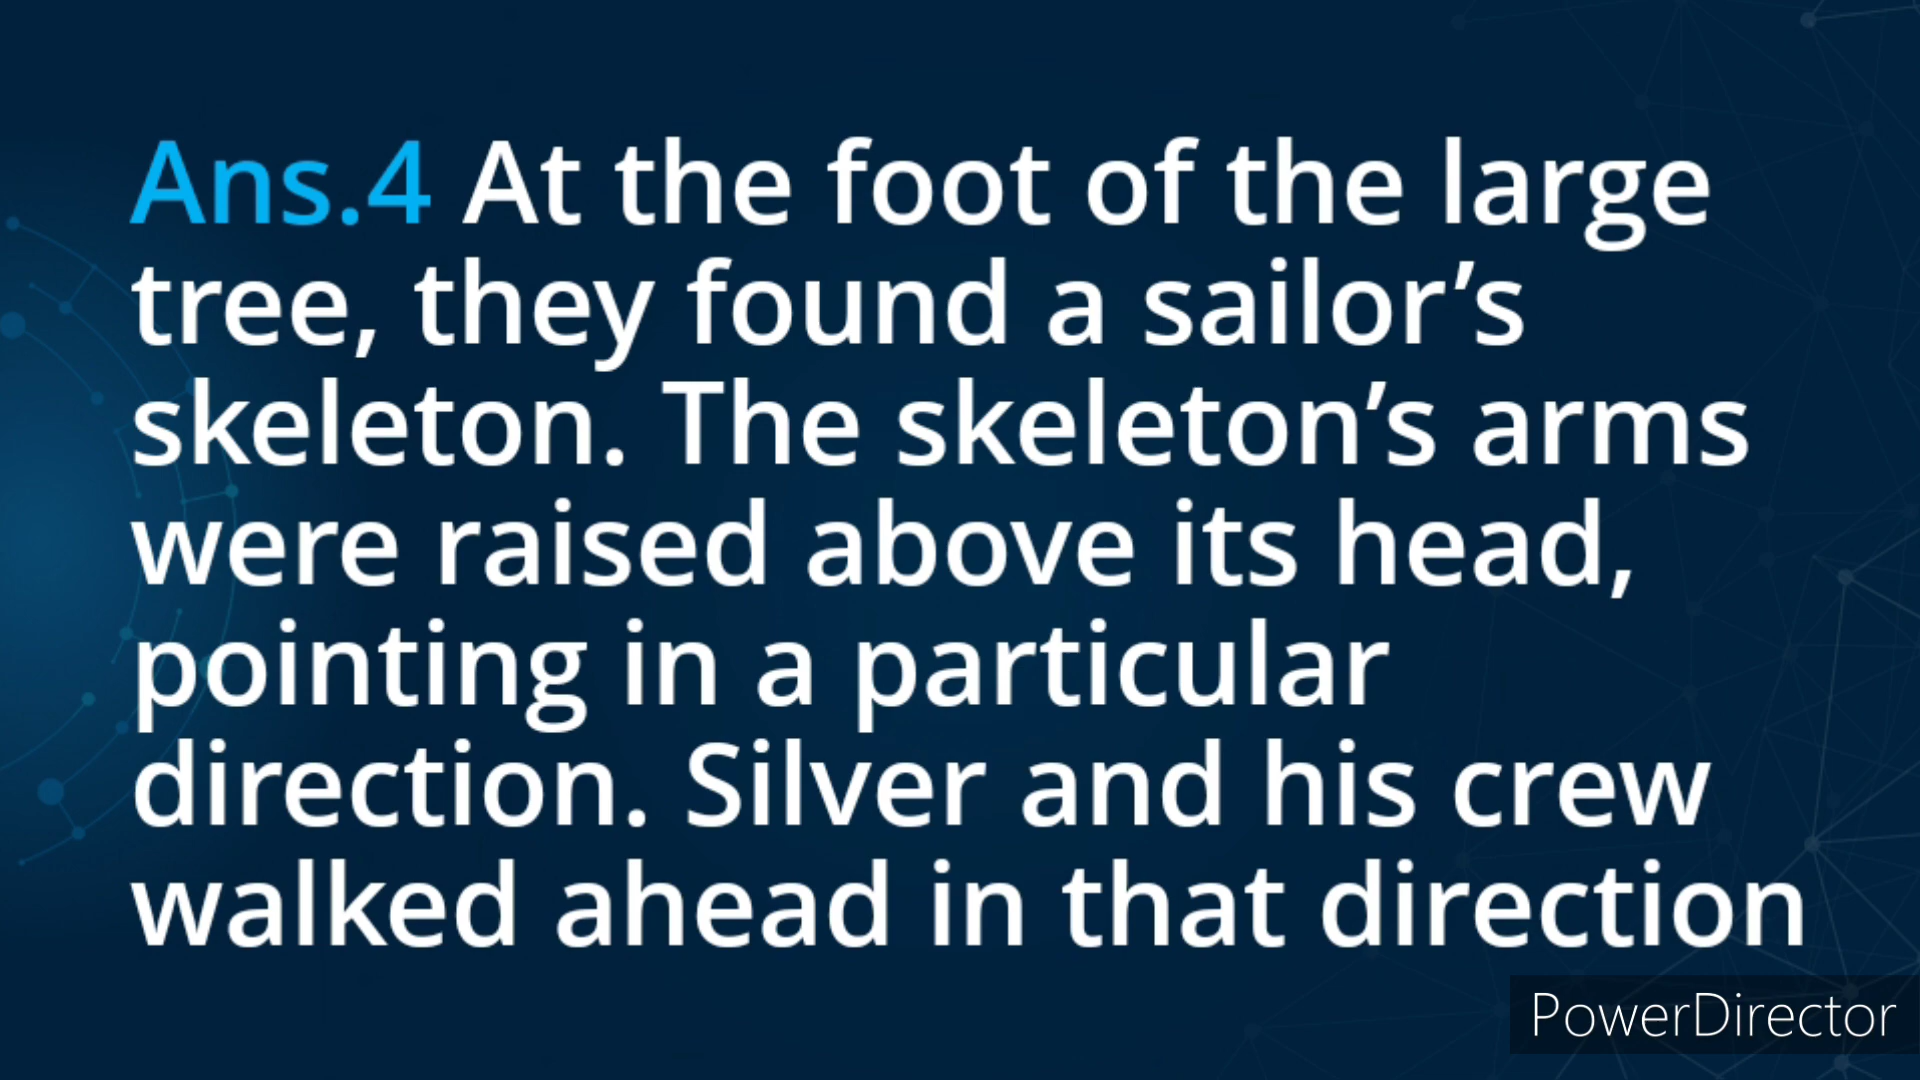 Ans.4 At the foot of the large
tree, they found a sailor’s
skeleton. The skeleton’s arms
were raised above its head,
pointing in a particular
direction. Silver and his crew
walked ahead in that direction
PowerDirector